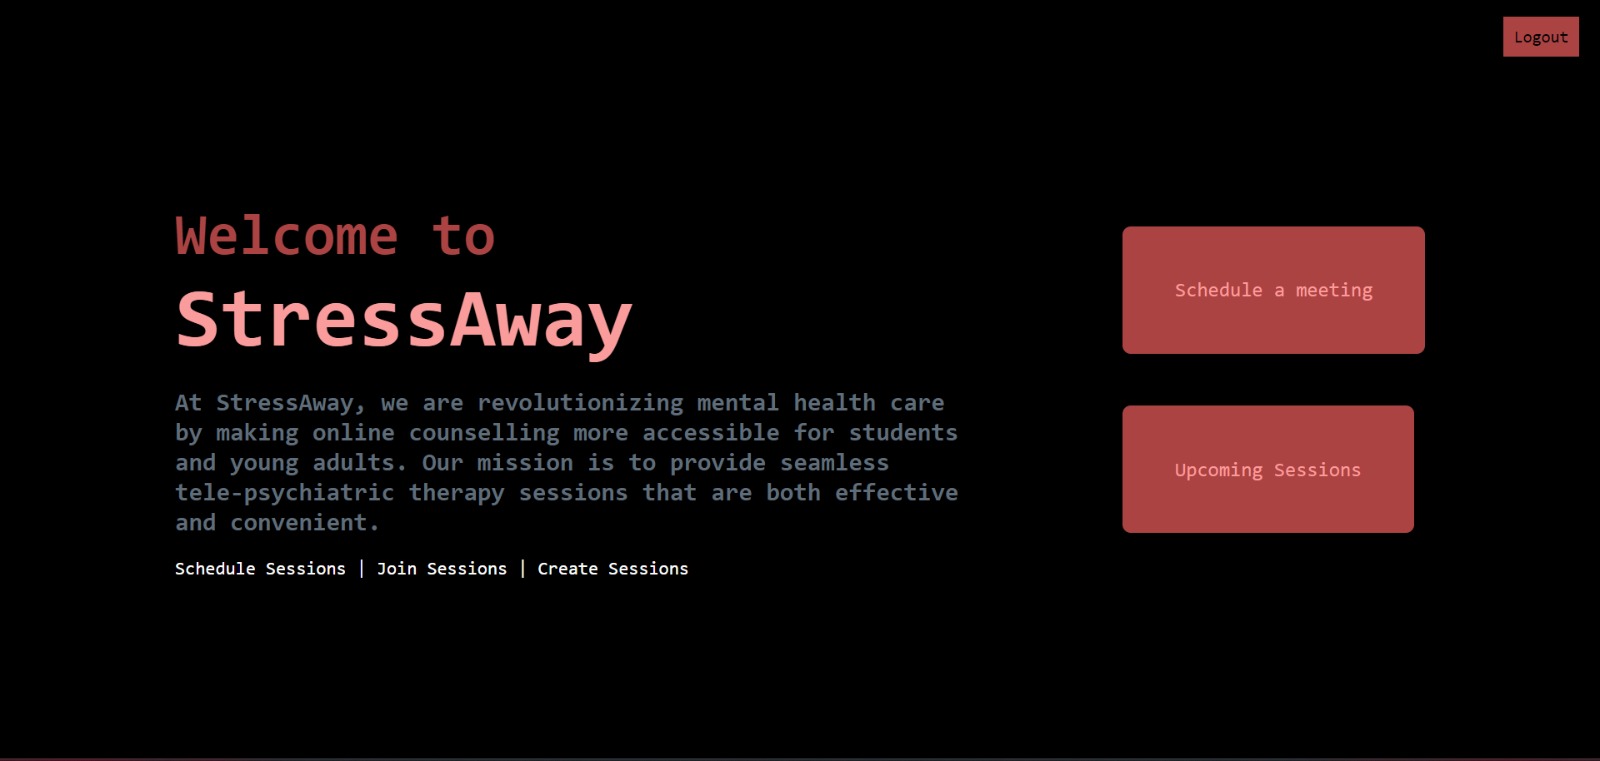 Logout
Welcome to
StressAway
At StressAway, we are revolutionizing mental health care
by making online counselling more accessible for students
and young adults. Our mission is to provide seamless
tele-psychiatric therapy sessions that are both effective
and convenient.
Schedule Sessions | Join Sessions | Create Sessions
Schedule a meeting
Upcoming Sessions